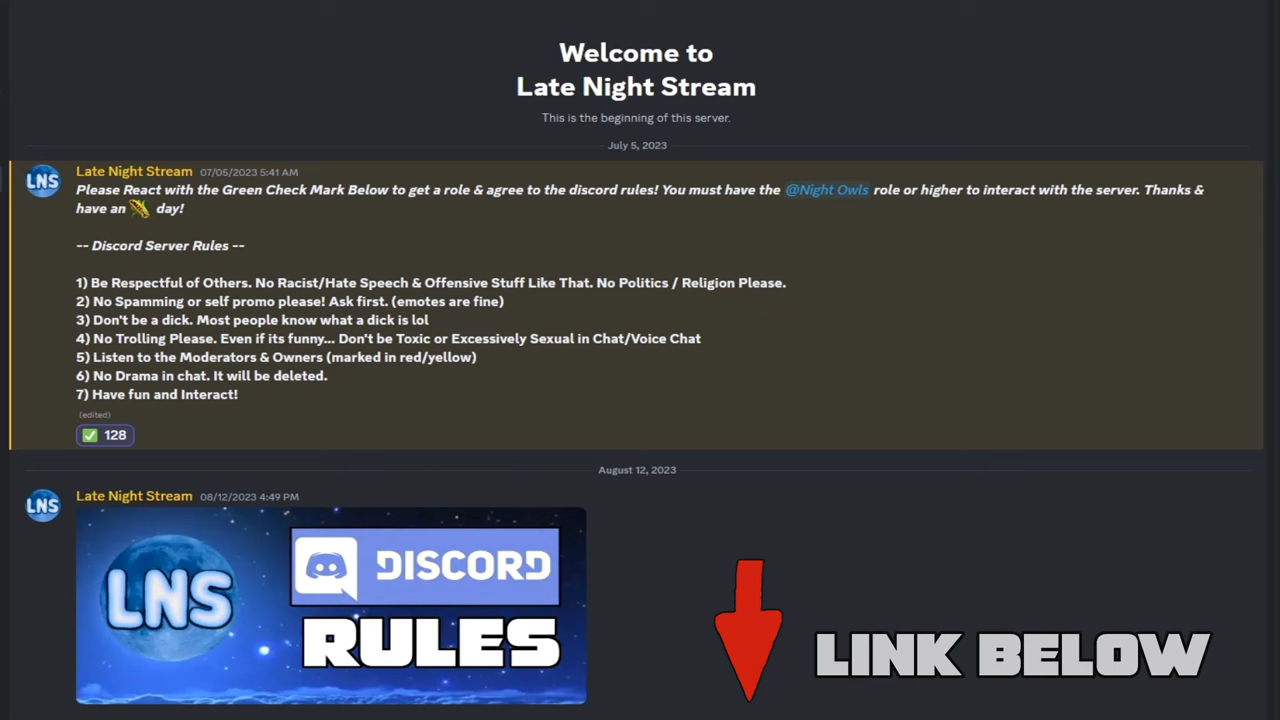 Welcome to
Late Night Stream
This is the beginning of this server.
July 5, 2023
LNS
Late Night Stream 07/05/2023 5:41 AM
Please React with the Green Check Mark Below to get a role & agree to the discord rules! You must have the @Night Owls role or higher to interact with the server. Thanks &
have an 🌽 day!
-- Discord Server Rules --
1) Be Respectful of Others. No Racist/Hate Speech & Offensive Stuff Like That. No Politics / Religion Please.
2) No Spamming or self promo please! Ask first. (emotes are fine)
3) Don't be a dick. Most people know what a dick is lol
4) No Trolling Please. Even if its funny... Don't be Toxic or Excessively Sexual in Chat/Voice Chat
5) Listen to the Moderators & Owners (marked in red/yellow)
6) No Drama in chat. It will be deleted.
7) Have fun and Interact!
(edited)
✅ 128
August 12, 2023
LNS
Late Night Stream 08/12/2023 4:49 PM
LNS
DISCORD
RULES
LINK BELOW